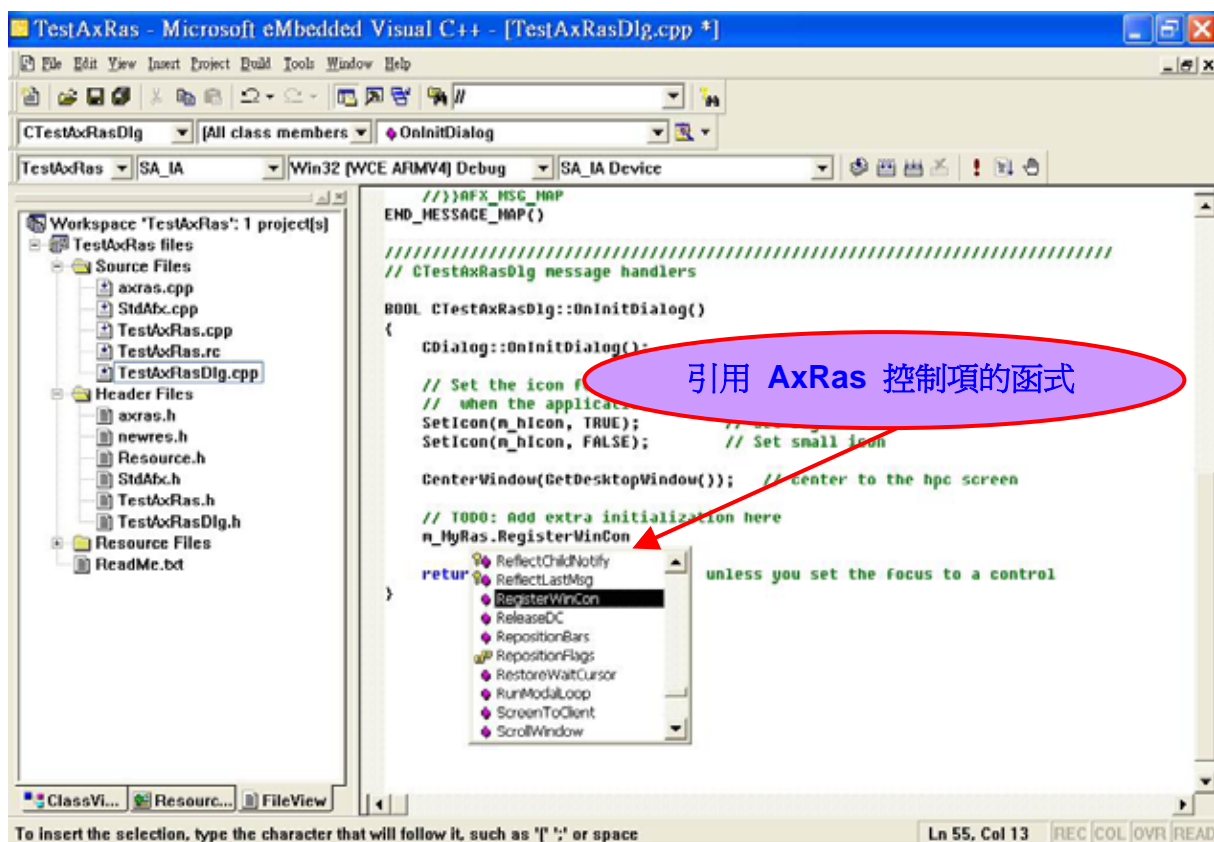 TestAxRas - Microsoft eMbedded Visual C++ - [TestAxRasDlg.cpp *]
File Edit View Insert Project Build Tools Window Help
//
CTestAxRasDlg [All class members OnInitDialog
TestAxRas SA_IA Win32 [WCE ARMV4] Debug SA_IA Device
Workspace 'TestAxRas': 1 project[s]
TestAxRas files
Source Files
axras.cpp
StdAfx.cpp
TestAxRas.cpp
TestAxRas.rc
TestAxRasDlg.cpp
Header Files
axras.h
newres.h
Resource.h
StdAfx.h
TestAxRas.h
TestAxRasDlg.h
Resource Files
ReadMe.txt
ClassVi... Resourc... FileView
//}}AFX_MSG_MAP
END_MESSAGE_MAP()
/////////////////////////////////////////////////////////////////////////////
// CTestAxRasDlg message handlers
BOOL CTestAxRasDlg::OnInitDialog()
{
CDialog::OnInitDialog();
// Set the icon f
// when the applicat
SetIcon(m_hIcon, TRUE); //
SetIcon(m_hIcon, FALSE); // Set small icon
CenterWindow(GetDesktopWindow()); // center to the hpc screen
// TODO: Add extra initialization here
m_MyRas.RegisterWinCon
retur unless you set the focus to a control
}
引用 AxRas 控制項的函式
ReflectChildNotify
ReflectLastMsg
RegisterWinCon
ReleaseDC
RepositionBars
RepositionFlags
RestoreWaitCursor
RunModalLoop
ScreenToClient
ScrollWindow
To insert the selection, type the character that will follow it, such as '(' ';' or space
Ln 55, Col 13 REC COL OVR READ